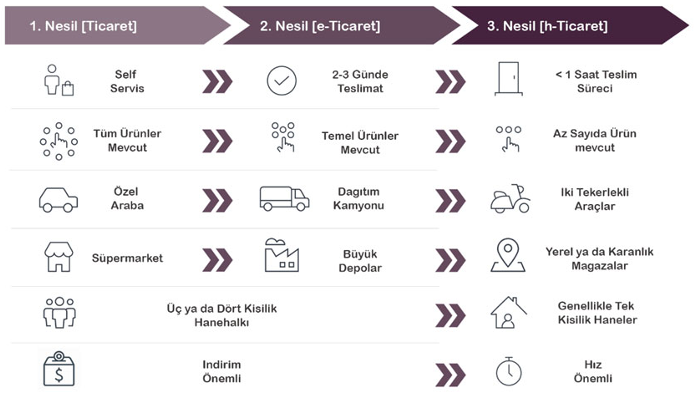 1. Nesil [Ticaret]
2. Nesil [e-Ticaret]
3. Nesil [h-Ticaret]
Self
Servis
2-3 Günde
Teslimat
< 1 Saat Teslim
Süreci
Tüm Ürünler
Mevcut
Temel Ürünler
Mevcut
Az Sayıda Ürün
mevcut
Özel
Araba
Dagıtım
Kamyonu
Iki Tekerlekli
Araçlar
Süpermarket
Büyük
Depolar
Yerel ya da Karanlık
Magazalar
Üç ya da Dört Kisilik
Hanehalkı
Genellikle Tek
Kisilik Haneler
$
Indirim
Önemli
Hız
Önemli